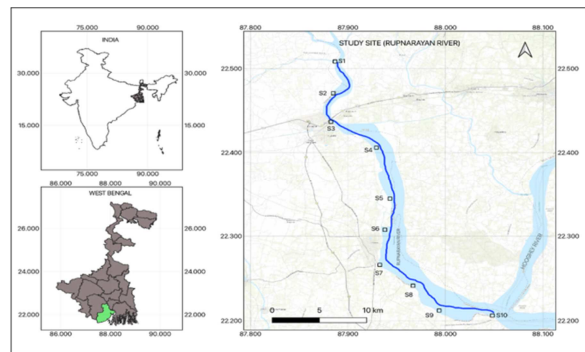 INDIA
75.000 90.000
30.000 30.000
15.000 15.000
75.000 90.000
86.000 88.000 90.000
WEST BENGAL
26.000 26.000
24.000 24.000
22.000 22.000
86.000 88.000 90.000
87.800 87.900 88.000 88.100
STUDY SITE (RUPNARAYAN RIVER)
22.500 22.500
22.400 22.400
22.300 22.300
22.200 22.200
S1
S2
S3
S4
S5
S6
S7
S8
S9
S10
RUPNARAYAN RIVER
HOOGHLY RIVER
0 5 10 km
87.800 87.900 88.000 88.100